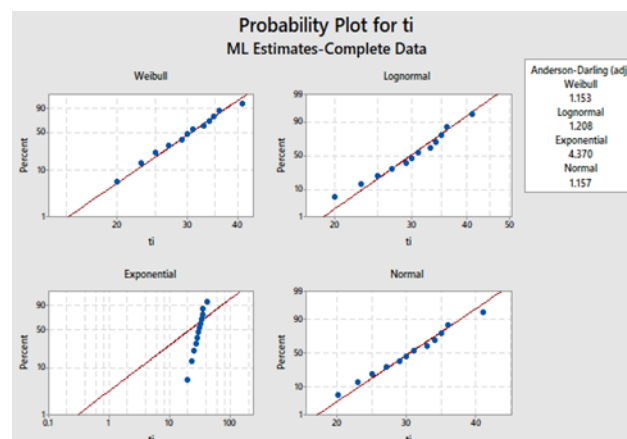 Probability Plot for ti
ML Estimates-Complete Data
Weibull
Lognormal
Anderson-Darling (adj
Weibull
1.153
Lognormal
1.208
Exponential
4.370
Normal
1.157
90
50
10
1
Percent
20
30
40
ti
99
90
50
10
1
Percent
20
30
40
50
ti
Exponential
Normal
90
50
10
1
Percent
0.1
1
10
100
ti
99
90
50
10
1
Percent
20
30
40
ti